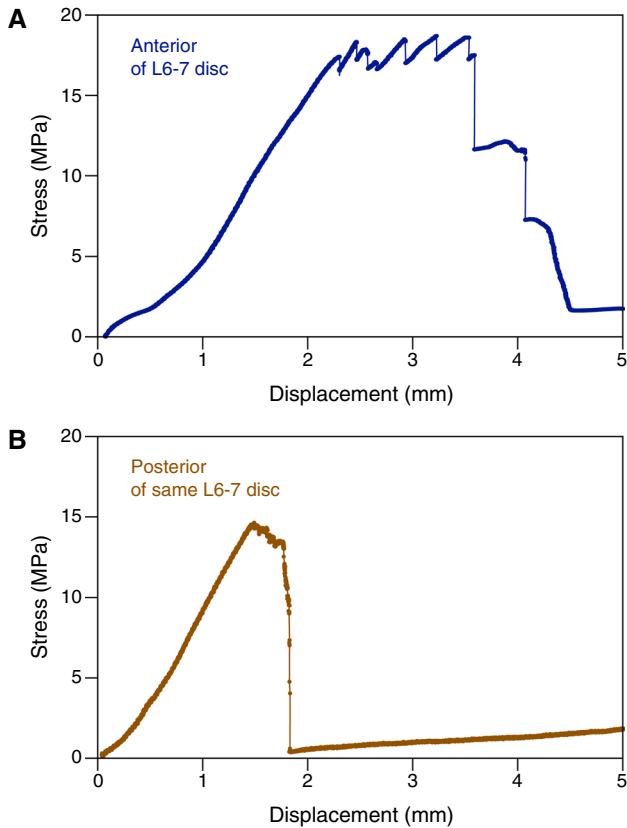 A
20
15
10
5
0
Stress (MPa)
Anterior
of L6-7 disc
0 1 2 3 4 5
Displacement (mm)
B
20
15
10
5
0
Stress (MPa)
Posterior
of same L6-7 disc
0 1 2 3 4 5
Displacement (mm)